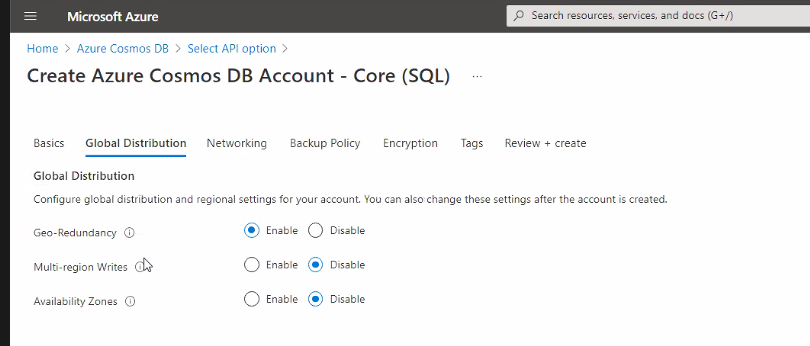 Microsoft Azure
Search resources, services, and docs (G+/)
Home > Azure Cosmos DB > Select API option >
Create Azure Cosmos DB Account - Core (SQL) ...
Basics Global Distribution Networking Backup Policy Encryption Tags Review + create
Global Distribution
Configure global distribution and regional settings for your account. You can also change these settings after the account is created.
Geo-Redundancy Enable Disable
Multi-region Writes Enable Disable
Availability Zones Enable Disable